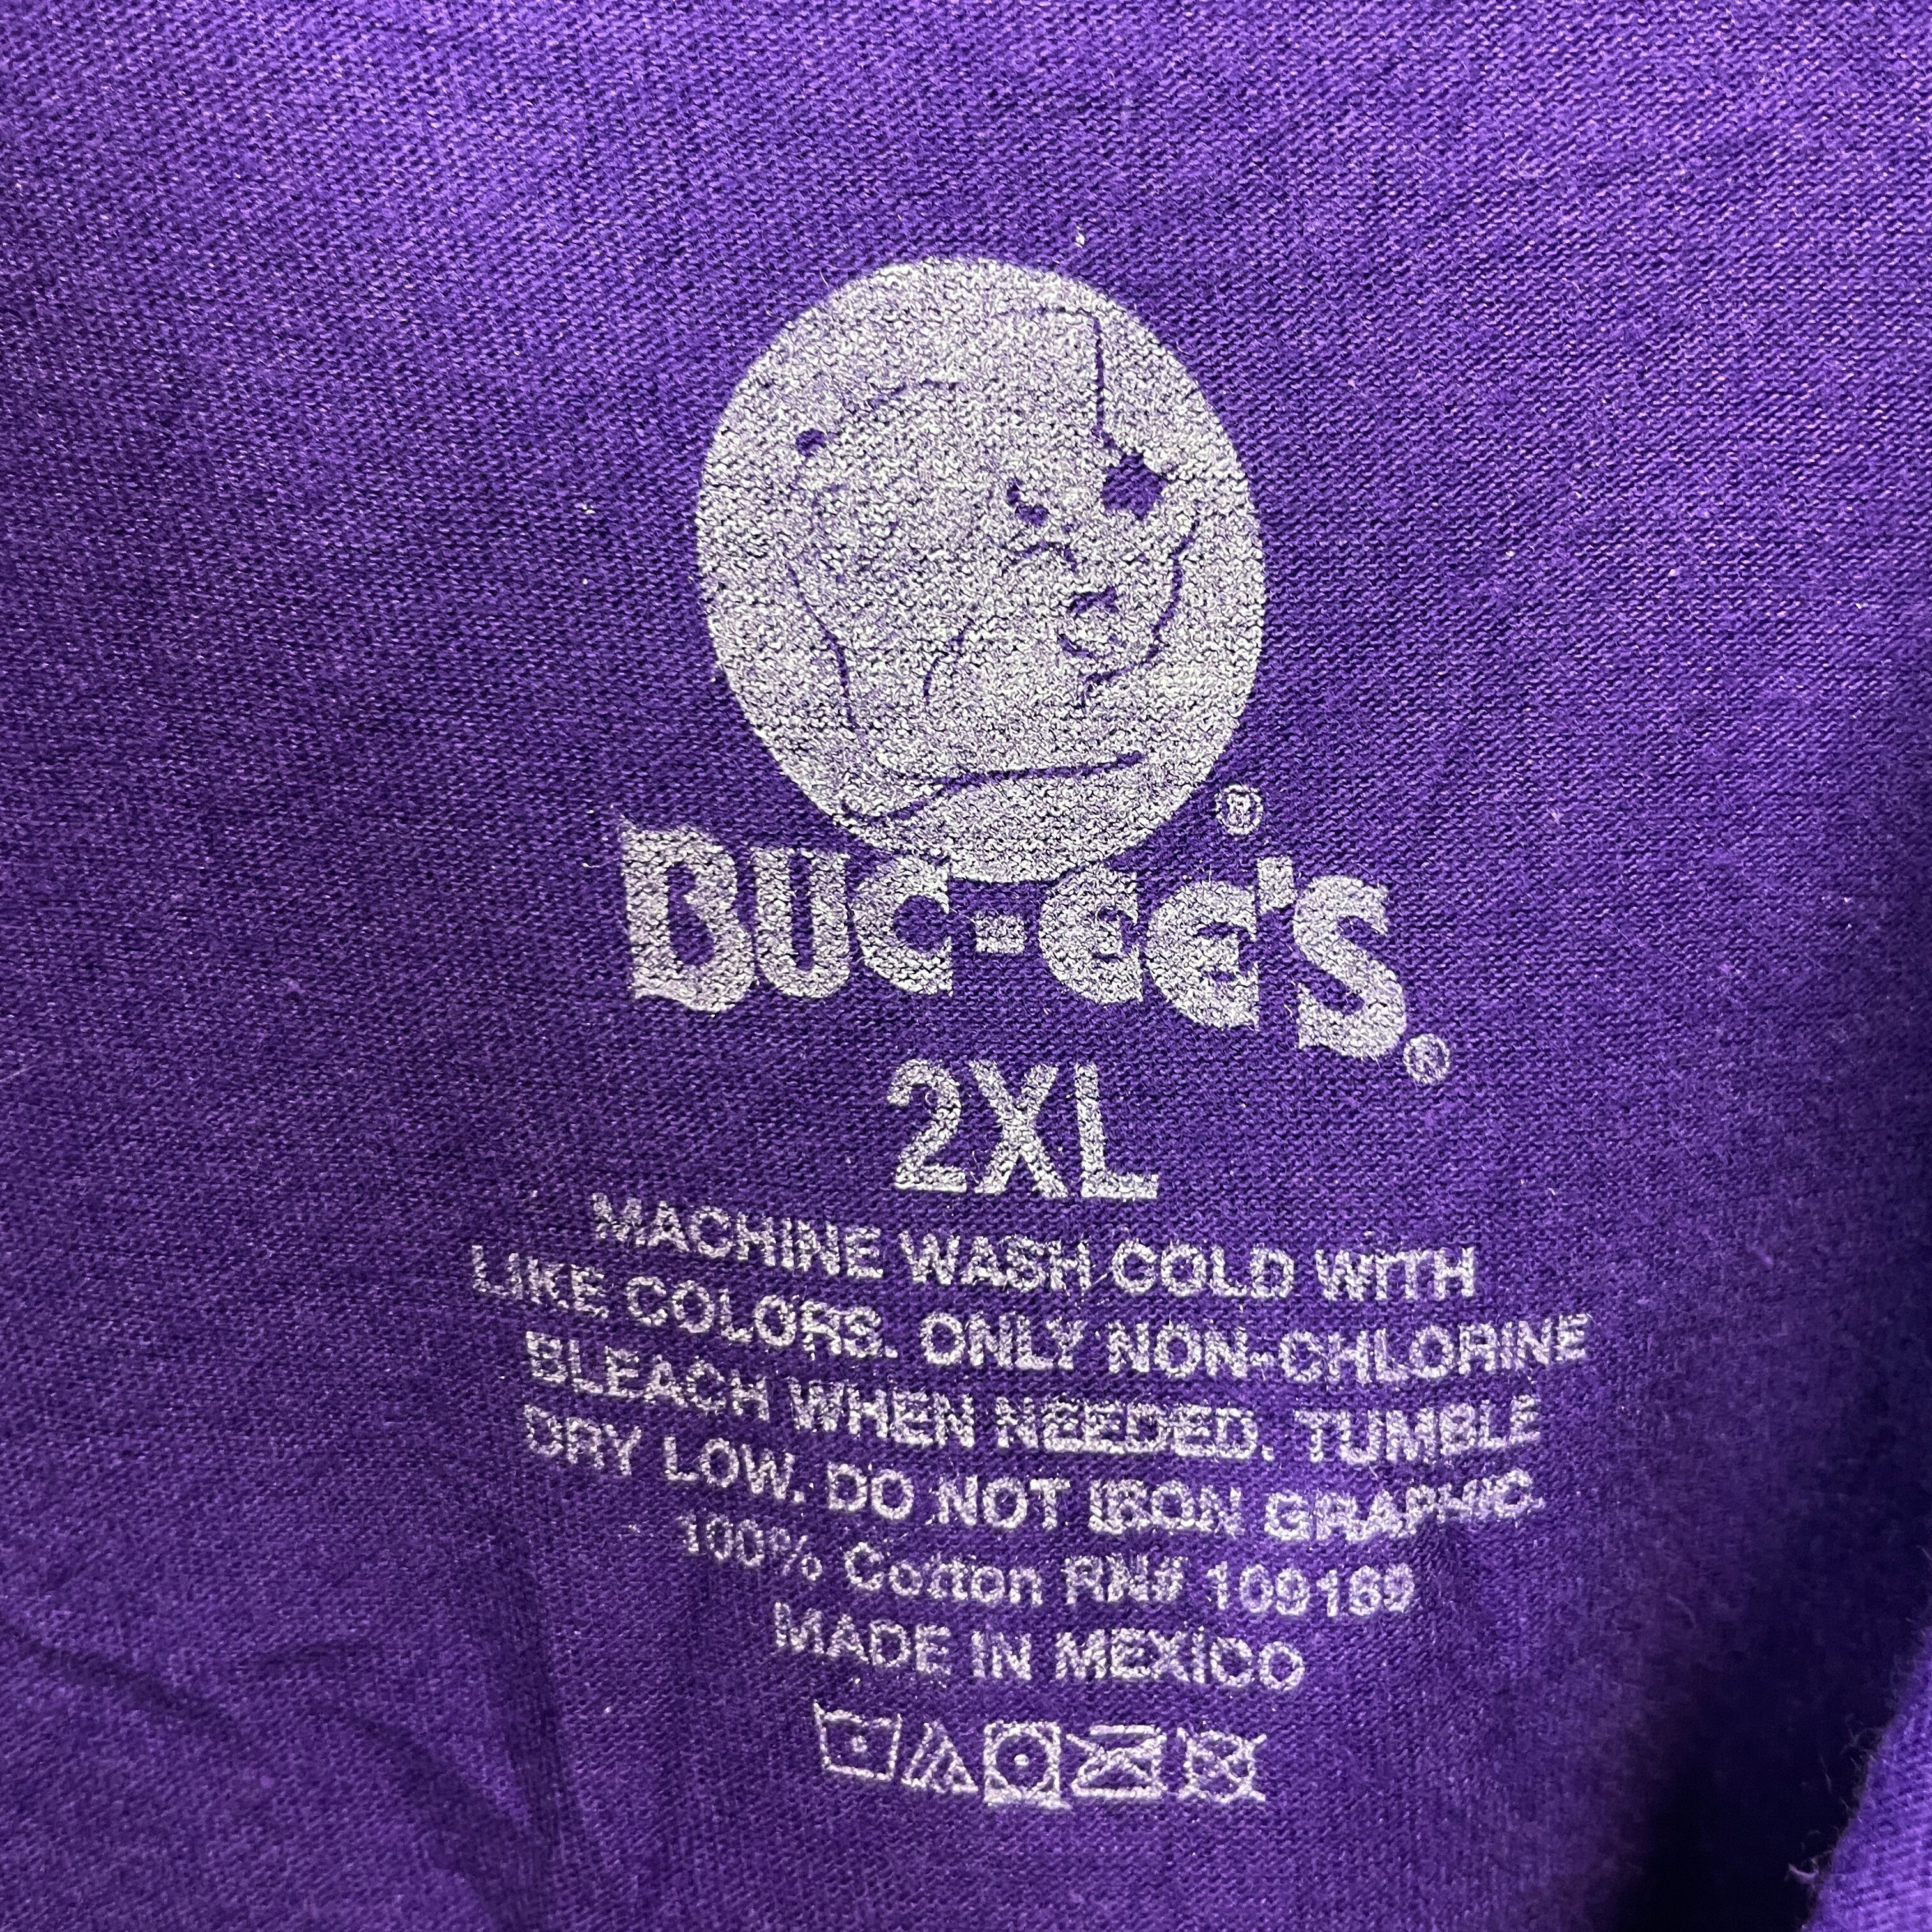 ®
BUC-EE'S®
2XL
MACHINE WASH COLD WITH
LIKE COLORS. ONLY NON-CHLORINE
BLEACH WHEN NEEDED. TUMBLE
DRY LOW. DO NOT IRON GRAPHIC.
100% Cotton RN# 109189
MADE IN MEXICO